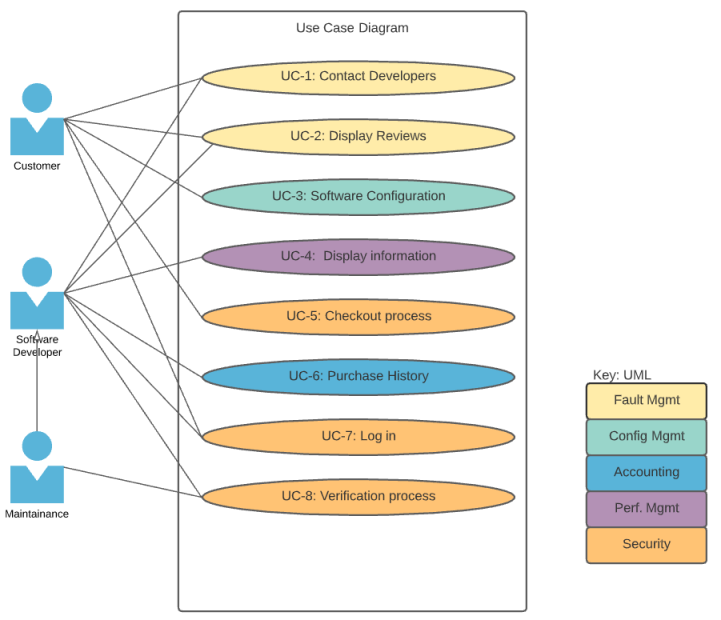 Use Case Diagram
UC-1: Contact Developers
UC-2: Display Reviews
Customer
UC-3: Software Configuration
UC-4: Display information
UC-5: Checkout process
Software
Developer
UC-6: Purchase History
Key: UML
Fault Mgmt
UC-7: Log in
Config Mgmt
Accounting
UC-8: Verification process
Maintainance
Perf. Mgmt
Security